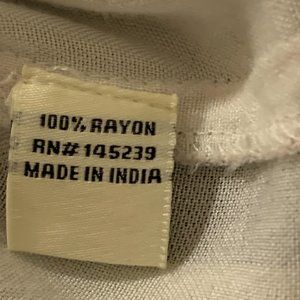 100% RAYON
RN# 145239
MADE IN INDIA